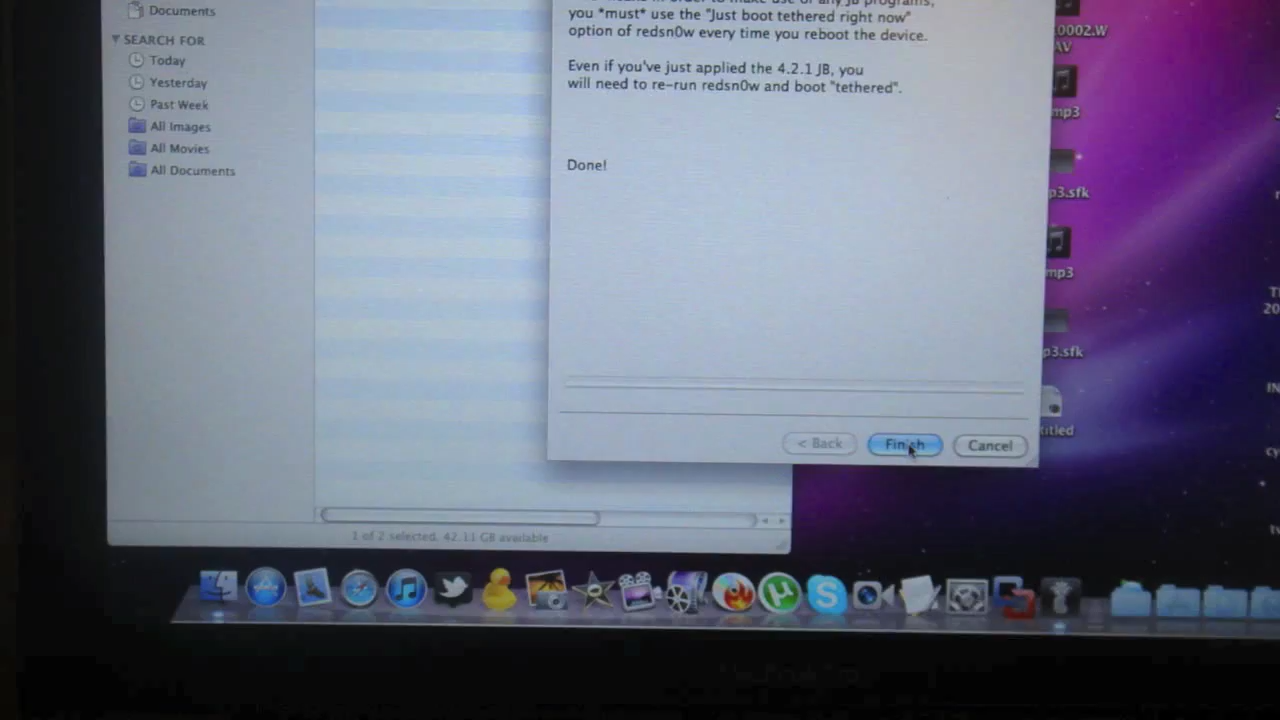 Documents
SEARCH FOR
Today
Yesterday
Past Week
All Images
All Movies
All Documents
you *must* use the "Just boot tethered right now"
option of redsn0w every time you reboot the device.
Even if you've just applied the 4.2.1 JB, you
will need to re-run redsn0w and boot "tethered".
Done!
< Back
Finish
Cancel
1 of 2 selected, 42.11 GB available
0002.W
AV
mp3
p3.sfk
mp3
p3.sfk
titled